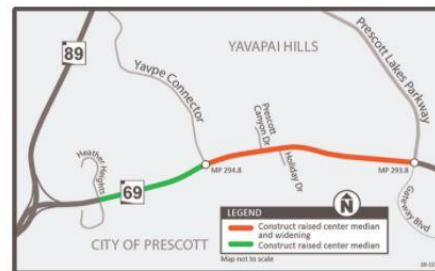 89
YAVAPAI HILLS
Prescott Lakes Parkway
Yavpe Connector
Prescott
Canyon Dr
Heather Heights
Holiday Dr
MP 294.8
MP 293.8
69
Gateway Blvd
N
LEGEND
Construct raised center median
and widening
Construct raised center median
CITY OF PRESCOTT
Map not to scale